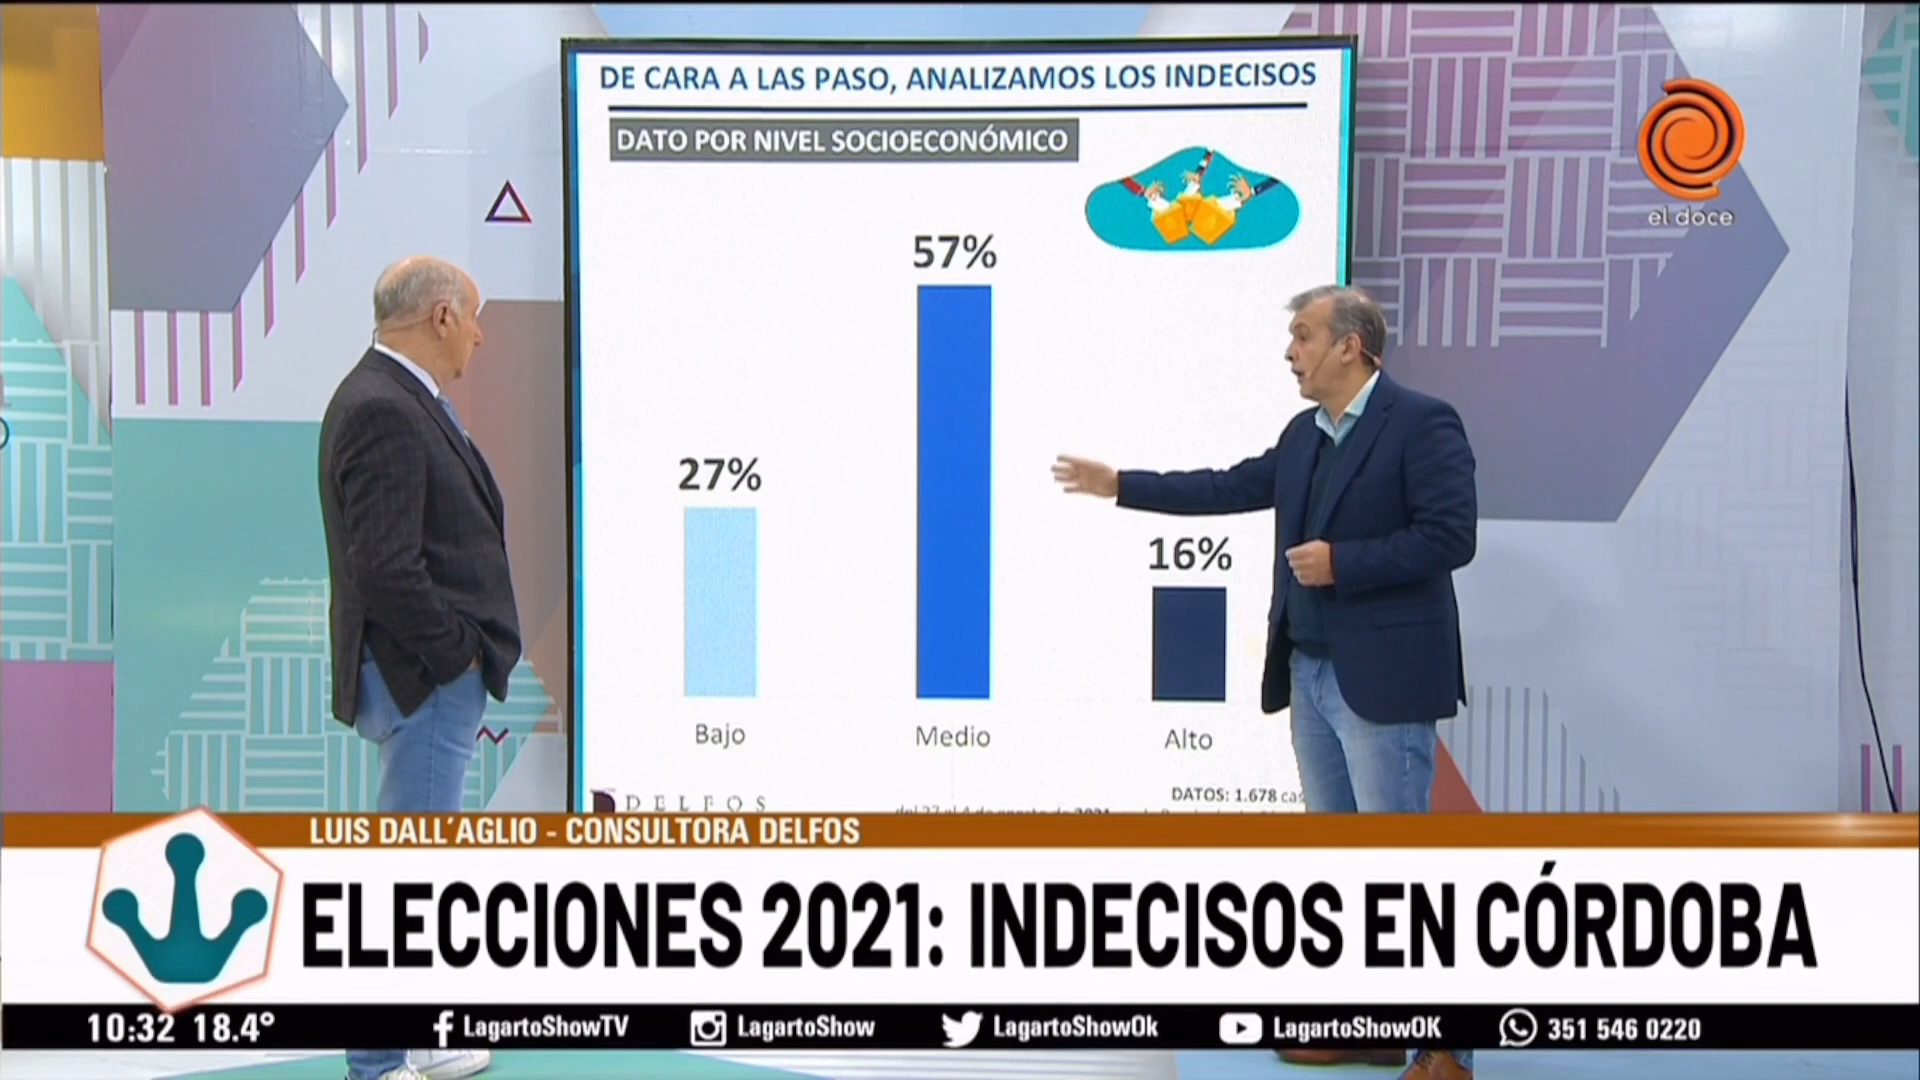 DE CARA A LAS PASO, ANALIZAMOS LOS INDECISOS
DATO POR NIVEL SOCIOECONÓMICO
el doce
57%
27%
16%
Bajo
Medio
Alto
DELFOS
DATOS: 1.678
LUIS DALL´AGLIO - CONSULTORA DELFOS
ELECCIONES 2021: INDECISOS EN CÓRDOBA
10:32 18.4° LagartoShowTV LagartoShow LagartoShowOk LagartoShowOK 351 546 0220